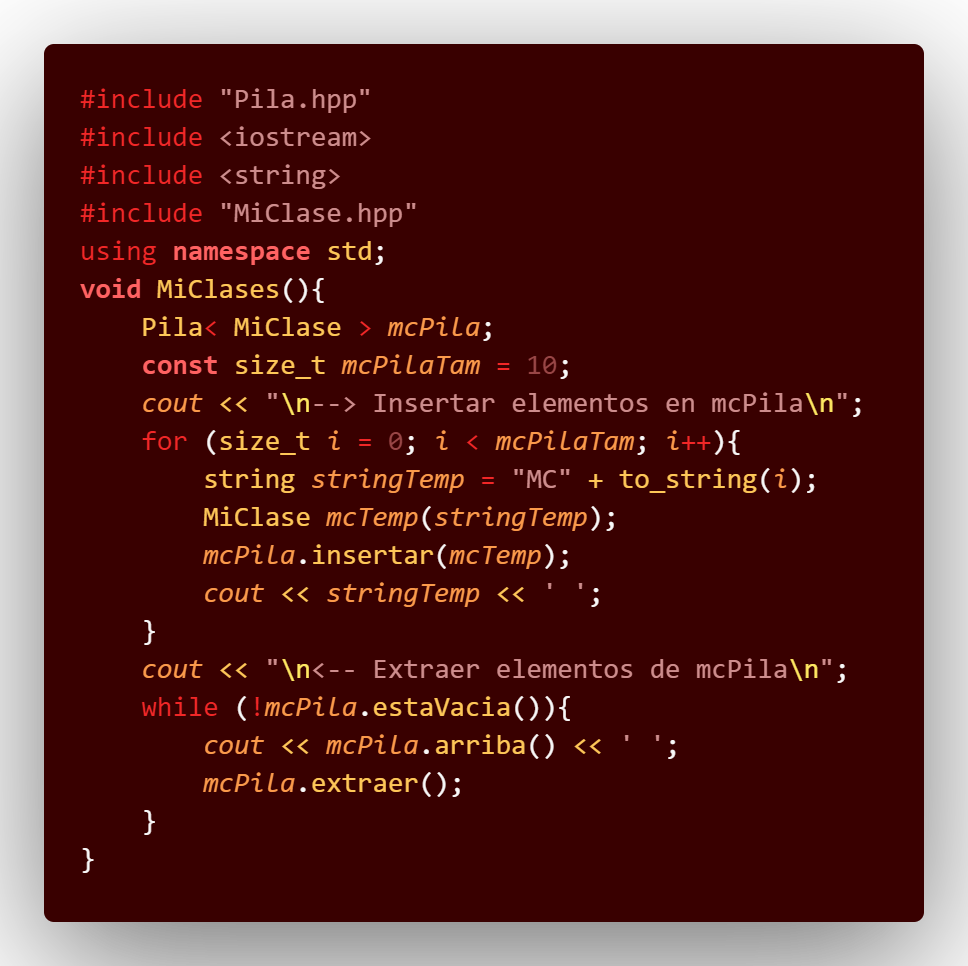 #include "Pila.hpp"
#include <iostream>
#include <string>
#include "MiClase.hpp"
using namespace std;
void MiClases(){
    Pila< MiClase > mcPila;
    const size_t mcPilaTam = 10;
    cout << "\n--> Insertar elementos en mcPila\n";
    for (size_t i = 0; i < mcPilaTam; i++){
        string stringTemp = "MC" + to_string(i);
        MiClase mcTemp(stringTemp);
        mcPila.insertar(mcTemp);
        cout << stringTemp << ' ';
    }
    cout << "\n<-- Extraer elementos de mcPila\n";
    while (!mcPila.estaVacia()){
        cout << mcPila.arriba() << ' ';
        mcPila.extraer();
    }
}